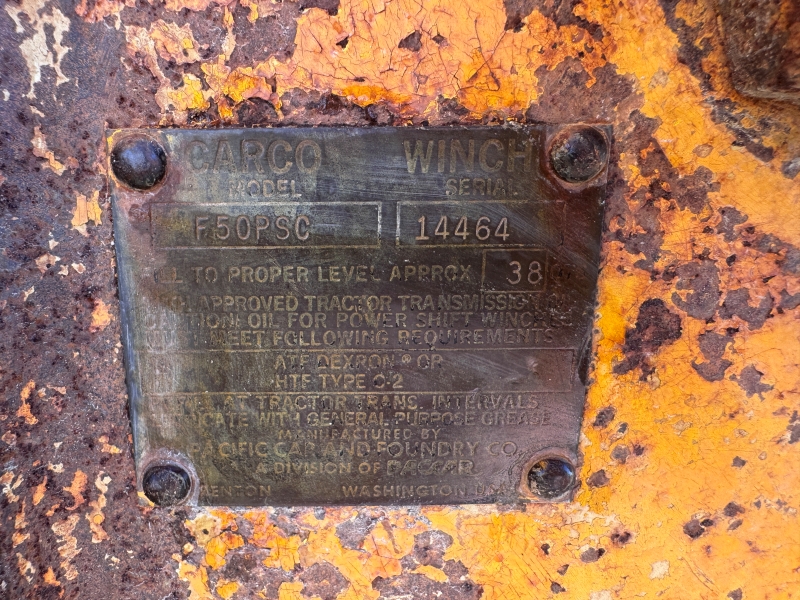 CARCO WINCH
MODEL SERIAL
F50PSC 14464
TO PROPER LEVEL APPROX 38
APPROVED TRACTOR TRANSMISSION
OIL FOR POWER SHIFT WINCHES
MEET FOLLOWING REQUIREMENTS
ATF DEXRON ® OR
HTF TYPE C-2
AT TRACTOR TRANS. INTERVALS
WITH GENERAL PURPOSE GREASE
MANUFACTURED BY
PACIFIC CAR AND FOUNDRY CO.
A DIVISION OF PACCAR
WASHINGTON